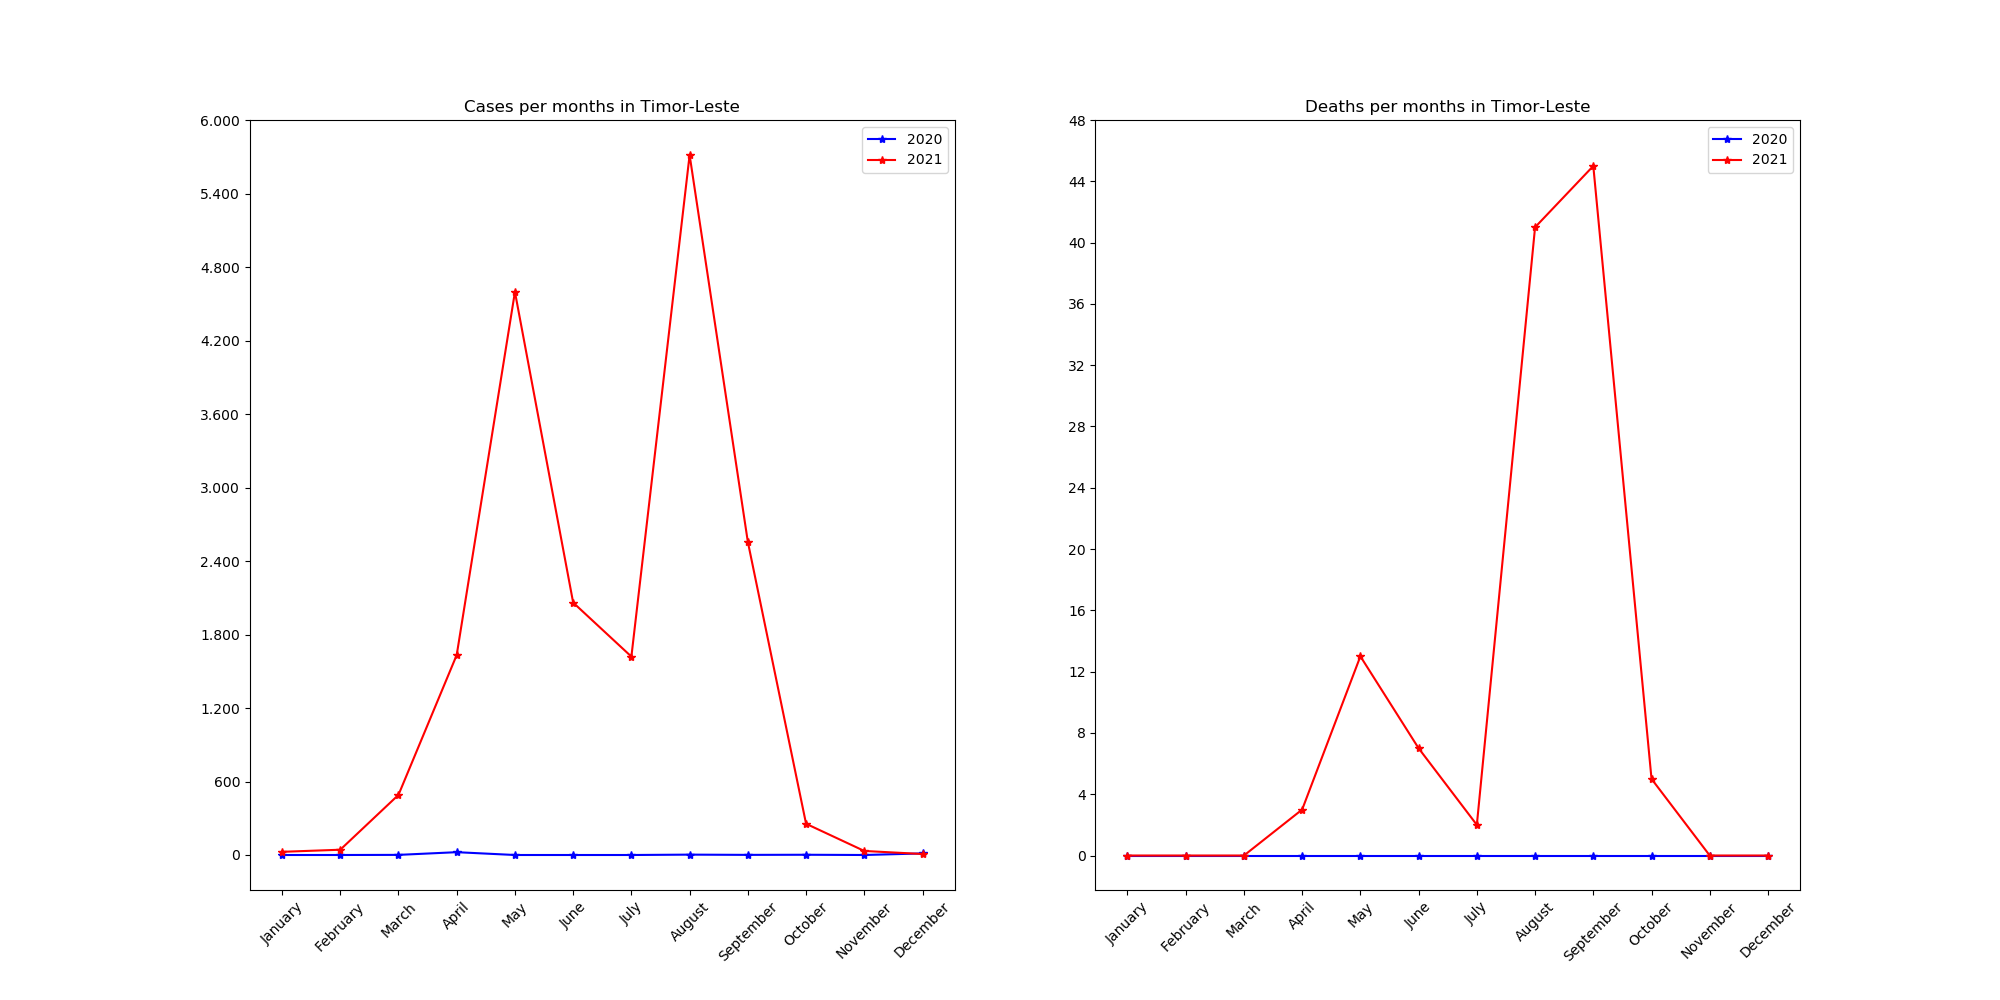 Cases per months in Timor-Leste
6.000
5.400
4.800
4.200
3.600
3.000
2.400
1.800
1.200
600
0
2020
2021
January
February
March
April
May
June
July
August
September
October
November
December
Deaths per months in Timor-Leste
48
44
40
36
32
28
24
20
16
12
8
4
0
2020
2021
January
February
March
April
May
June
July
August
September
October
November
December